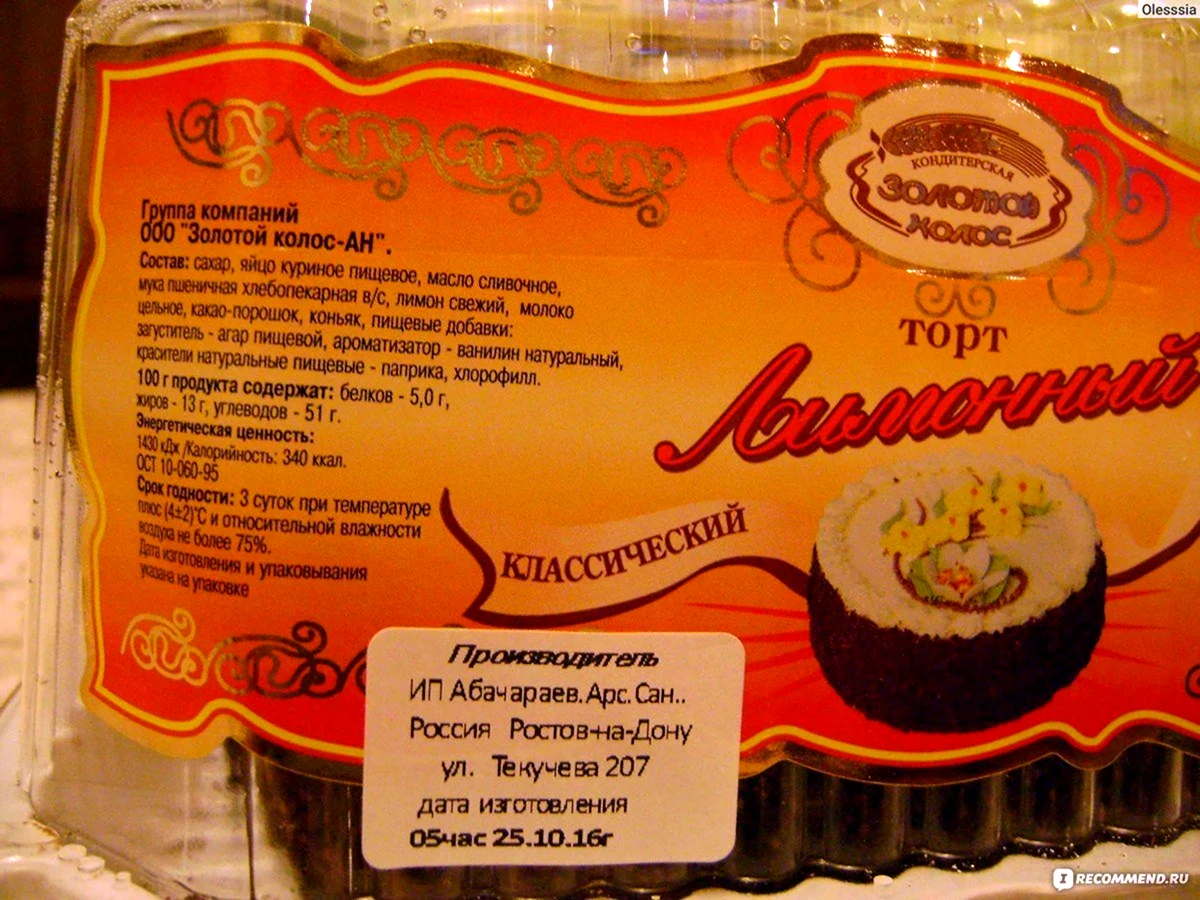 Olesssia
КОНДИТЕРСКАЯ
ЗОЛОТОЙ
КОЛОС
Группа компаний
ООО "Золотой колос-АН".
Состав: сахар, яйцо куриное пищевое, масло сливочное,
мука пшеничная хлебопекарная в/с, лимон свежий, молоко
цельное, какао-порошок, коньяк, пищевые добавки:
загуститель - агар пищевой, ароматизатор - ванилин натуральный,
красители натуральные пищевые - паприка, хлорофилл.
100 г продукта содержат: белков - 5,0 г,
жиров - 13 г, углеводов - 51 г.
Энергетическая ценность:
1430 кДж /Калорийность: 340 ккал.
ОСТ 10-060-95
Срок годности: 3 суток при температуре
плюс (4±2)°С и относительной влажности
воздуха не более 75%.
Дата изготовления и упаковывания
указана на упаковке
ТОРТ
Лимонный
КЛАССИЧЕСКИЙ
Производитель
ИП Абачараев.Арс.Сан..
Россия Ростов-на-Дону
ул. Текучева 207
дата изготовления
05час 25.10.16г
I RECOMMEND.RU